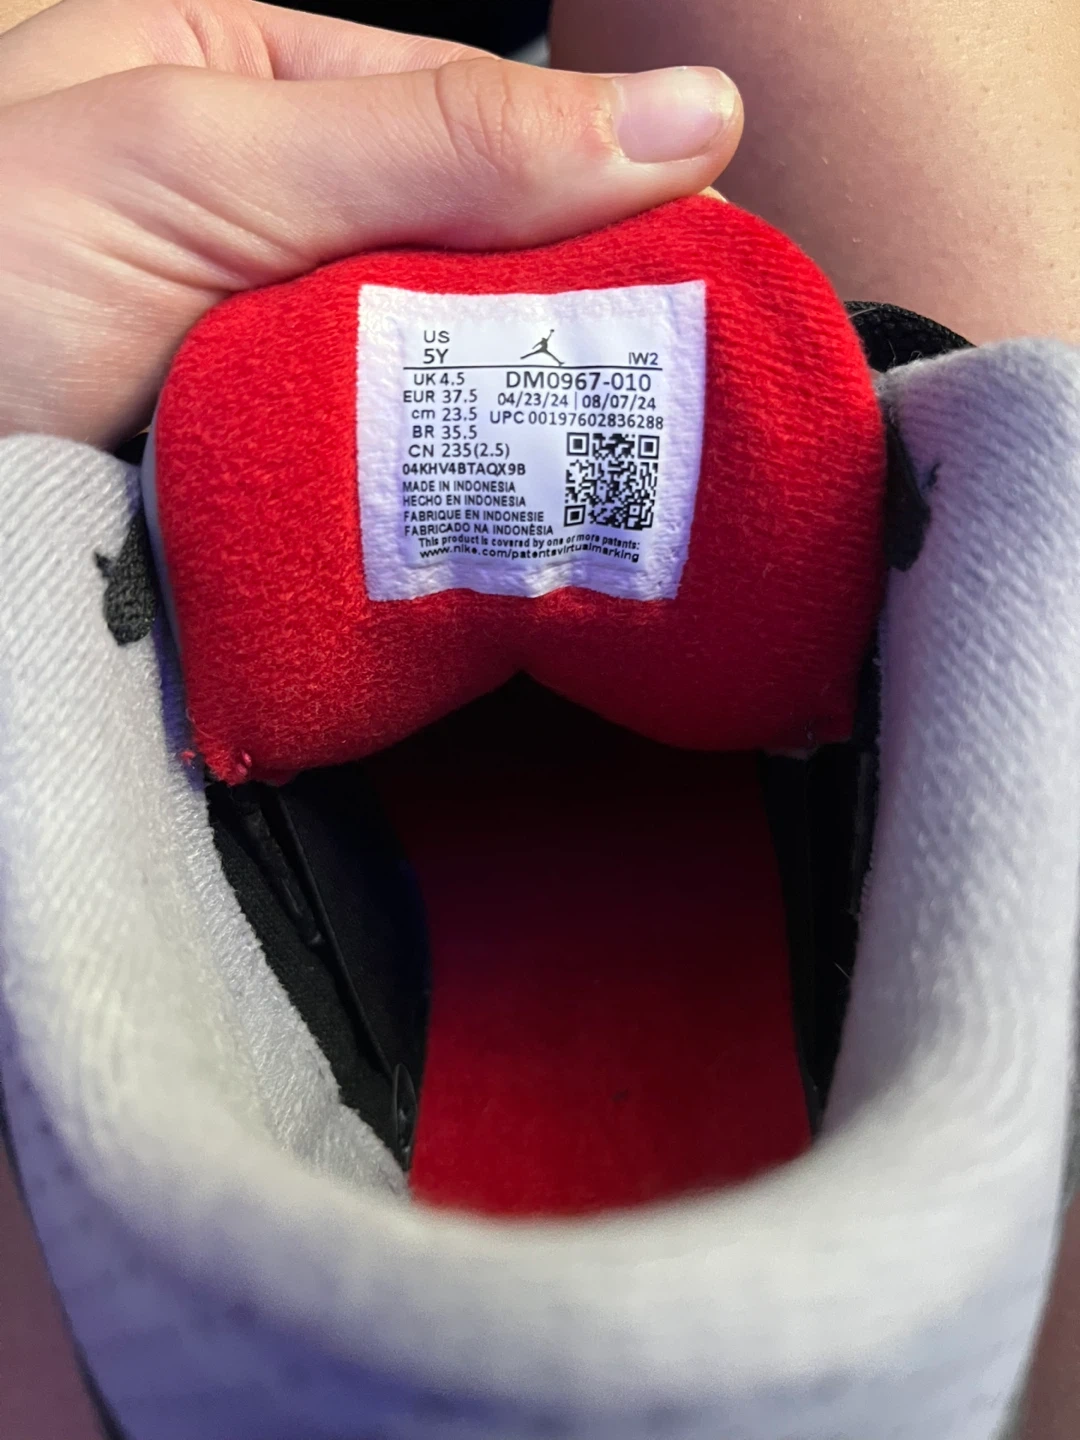 US
5Y
IW2
UK 4.5
DM0967-010
EUR 37.5
04/23/24 | 08/07/24
cm 23.5
UPC 00197602836288
BR 35.5
CN 235(2.5)
04KHV4BTAQX9B
MADE IN INDONESIA
HECHO EN INDONESIA
FABRIQUE EN INDONESIE
FABRICADO NA INDONÉSIA
This product is covered by one or more patents:
www.nike.com/patentsvirtualmarking